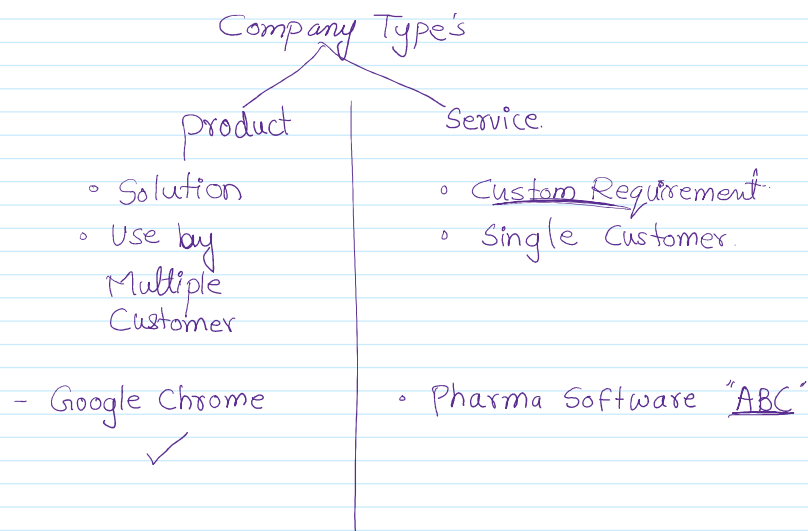 Company Type's
Product
Service.
• Solution
• Use by
Multiple
Customer
• Custom Requirement
• Single Customer.
- Google Chrome
• Pharma Software "ABC"